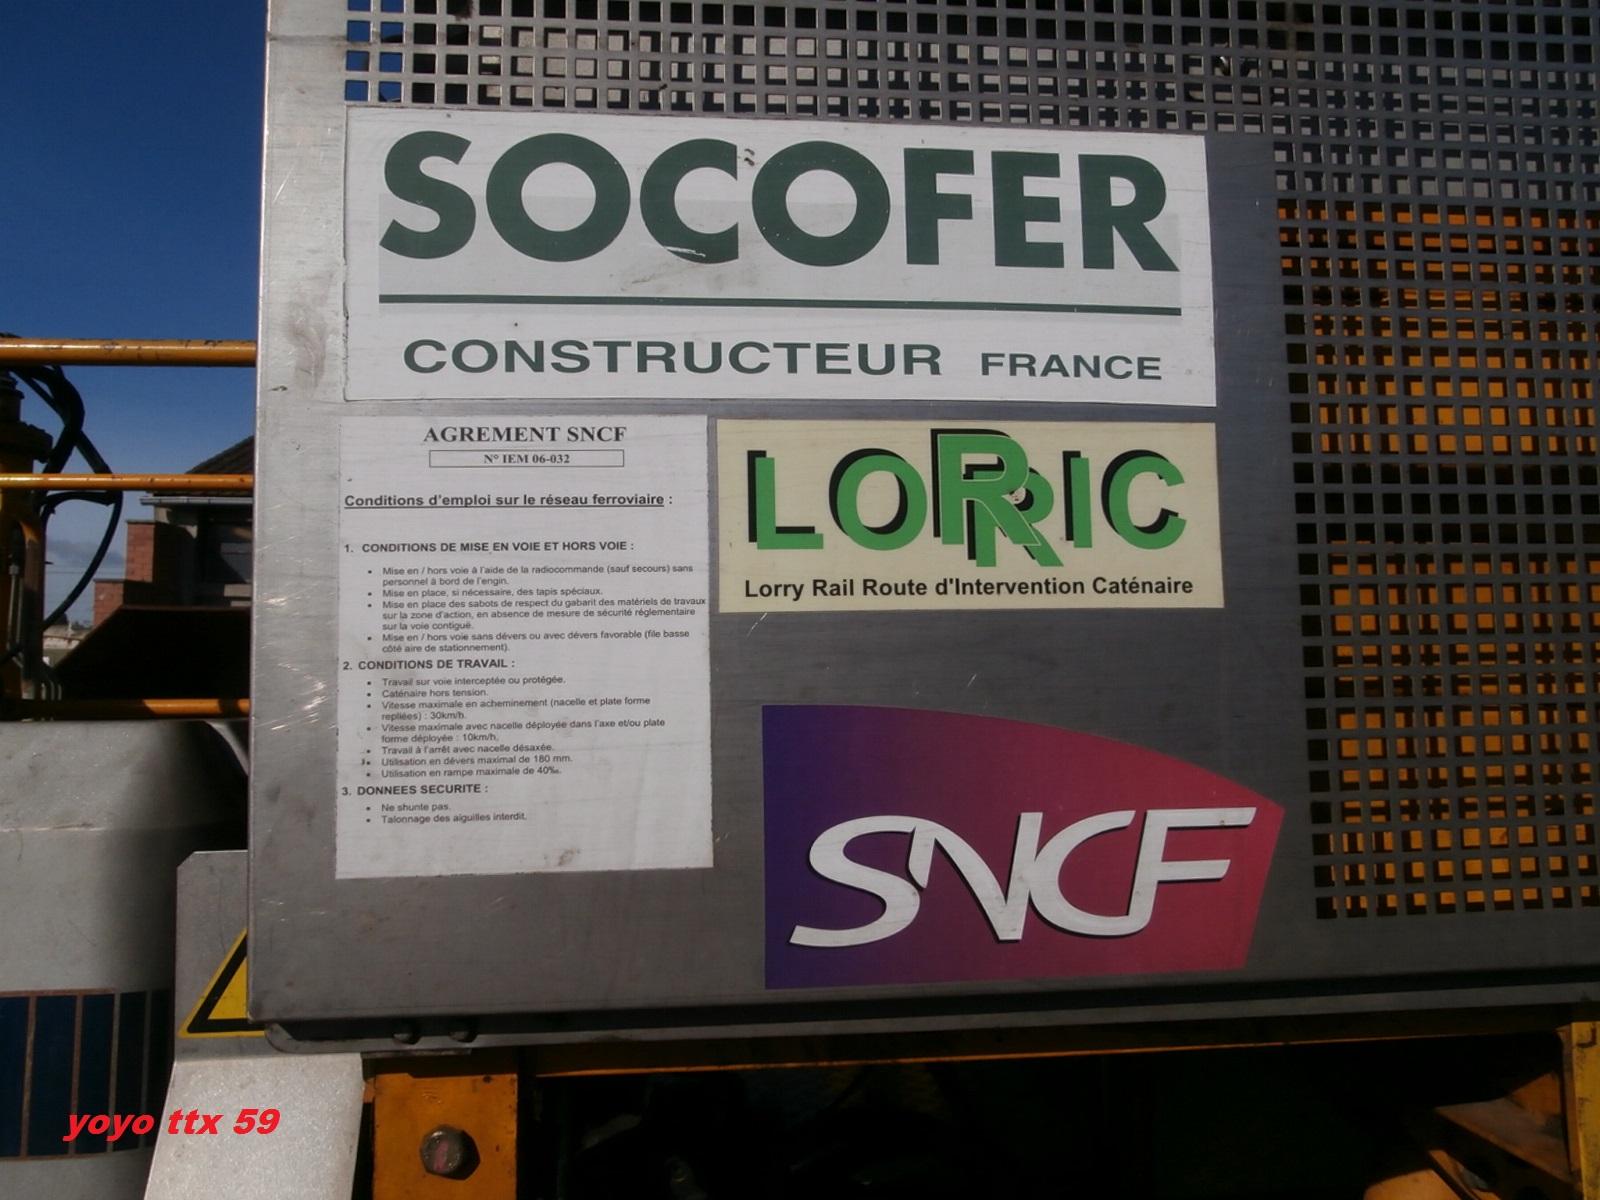 SOCOFER
CONSTRUCTEUR FRANCE
AGREMENT SNCF
N° IEM 06-032
Conditions d'emploi sur le réseau ferroviaire :
1. CONDITIONS DE MISE EN VOIE ET HORS VOIE :
• Mise en / hors voie à l'aide de la radiocommande (sauf secours) sans
personnel à bord de l'engin.
• Mise en place, si nécessaire, des tapis spéciaux.
• Mise en place des sabots de respect du gabarit des matériels de travaux
sur la zone d'action, en absence de mesure de sécurité réglementaire
sur la voie contiguë.
• Mise en / hors voie sans dévers ou avec dévers favorable (file basse
côté aire de stationnement).
2. CONDITIONS DE TRAVAIL :
• Travail sur voie interceptée ou protégée.
• Caténaire hors tension.
• Vitesse maximale en acheminement (nacelle et plate forme
repliées) : 30km/h.
• Vitesse maximale avec nacelle déployée dans l'axe et/ou plate
forme déployée : 10km/h.
• Travail à l'arrêt avec nacelle désaxée.
• Utilisation en dévers maximal de 180 mm.
• Utilisation en rampe maximale de 40‰.
3. DONNEES SECURITE :
• Ne shunte pas.
• Talonnage des aiguilles interdit.
LORRIC
Lorry Rail Route d'Intervention Caténaire
SNCF
yoyo ttx 59